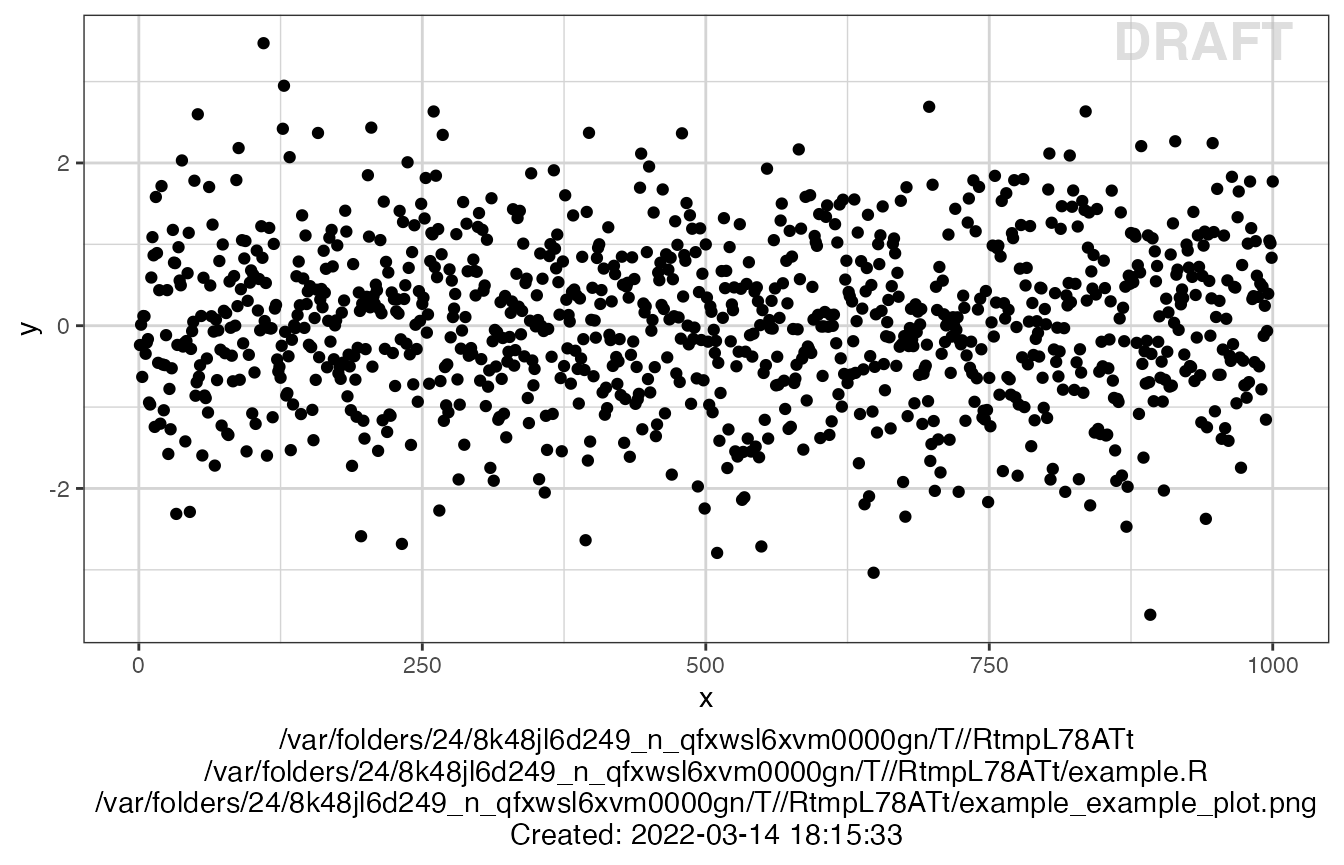 DRAFT
2
0
-2
y
0 250 500 750 1000
x
/var/folders/24/8k48jl6d249_n_qfxwsl6xvm0000gn/T//RtmpL78ATt
/var/folders/24/8k48jl6d249_n_qfxwsl6xvm0000gn/T//RtmpL78ATt/example.R
/var/folders/24/8k48jl6d249_n_qfxwsl6xvm0000gn/T//RtmpL78ATt/example_example_plot.png
Created: 2022-03-14 18:15:33